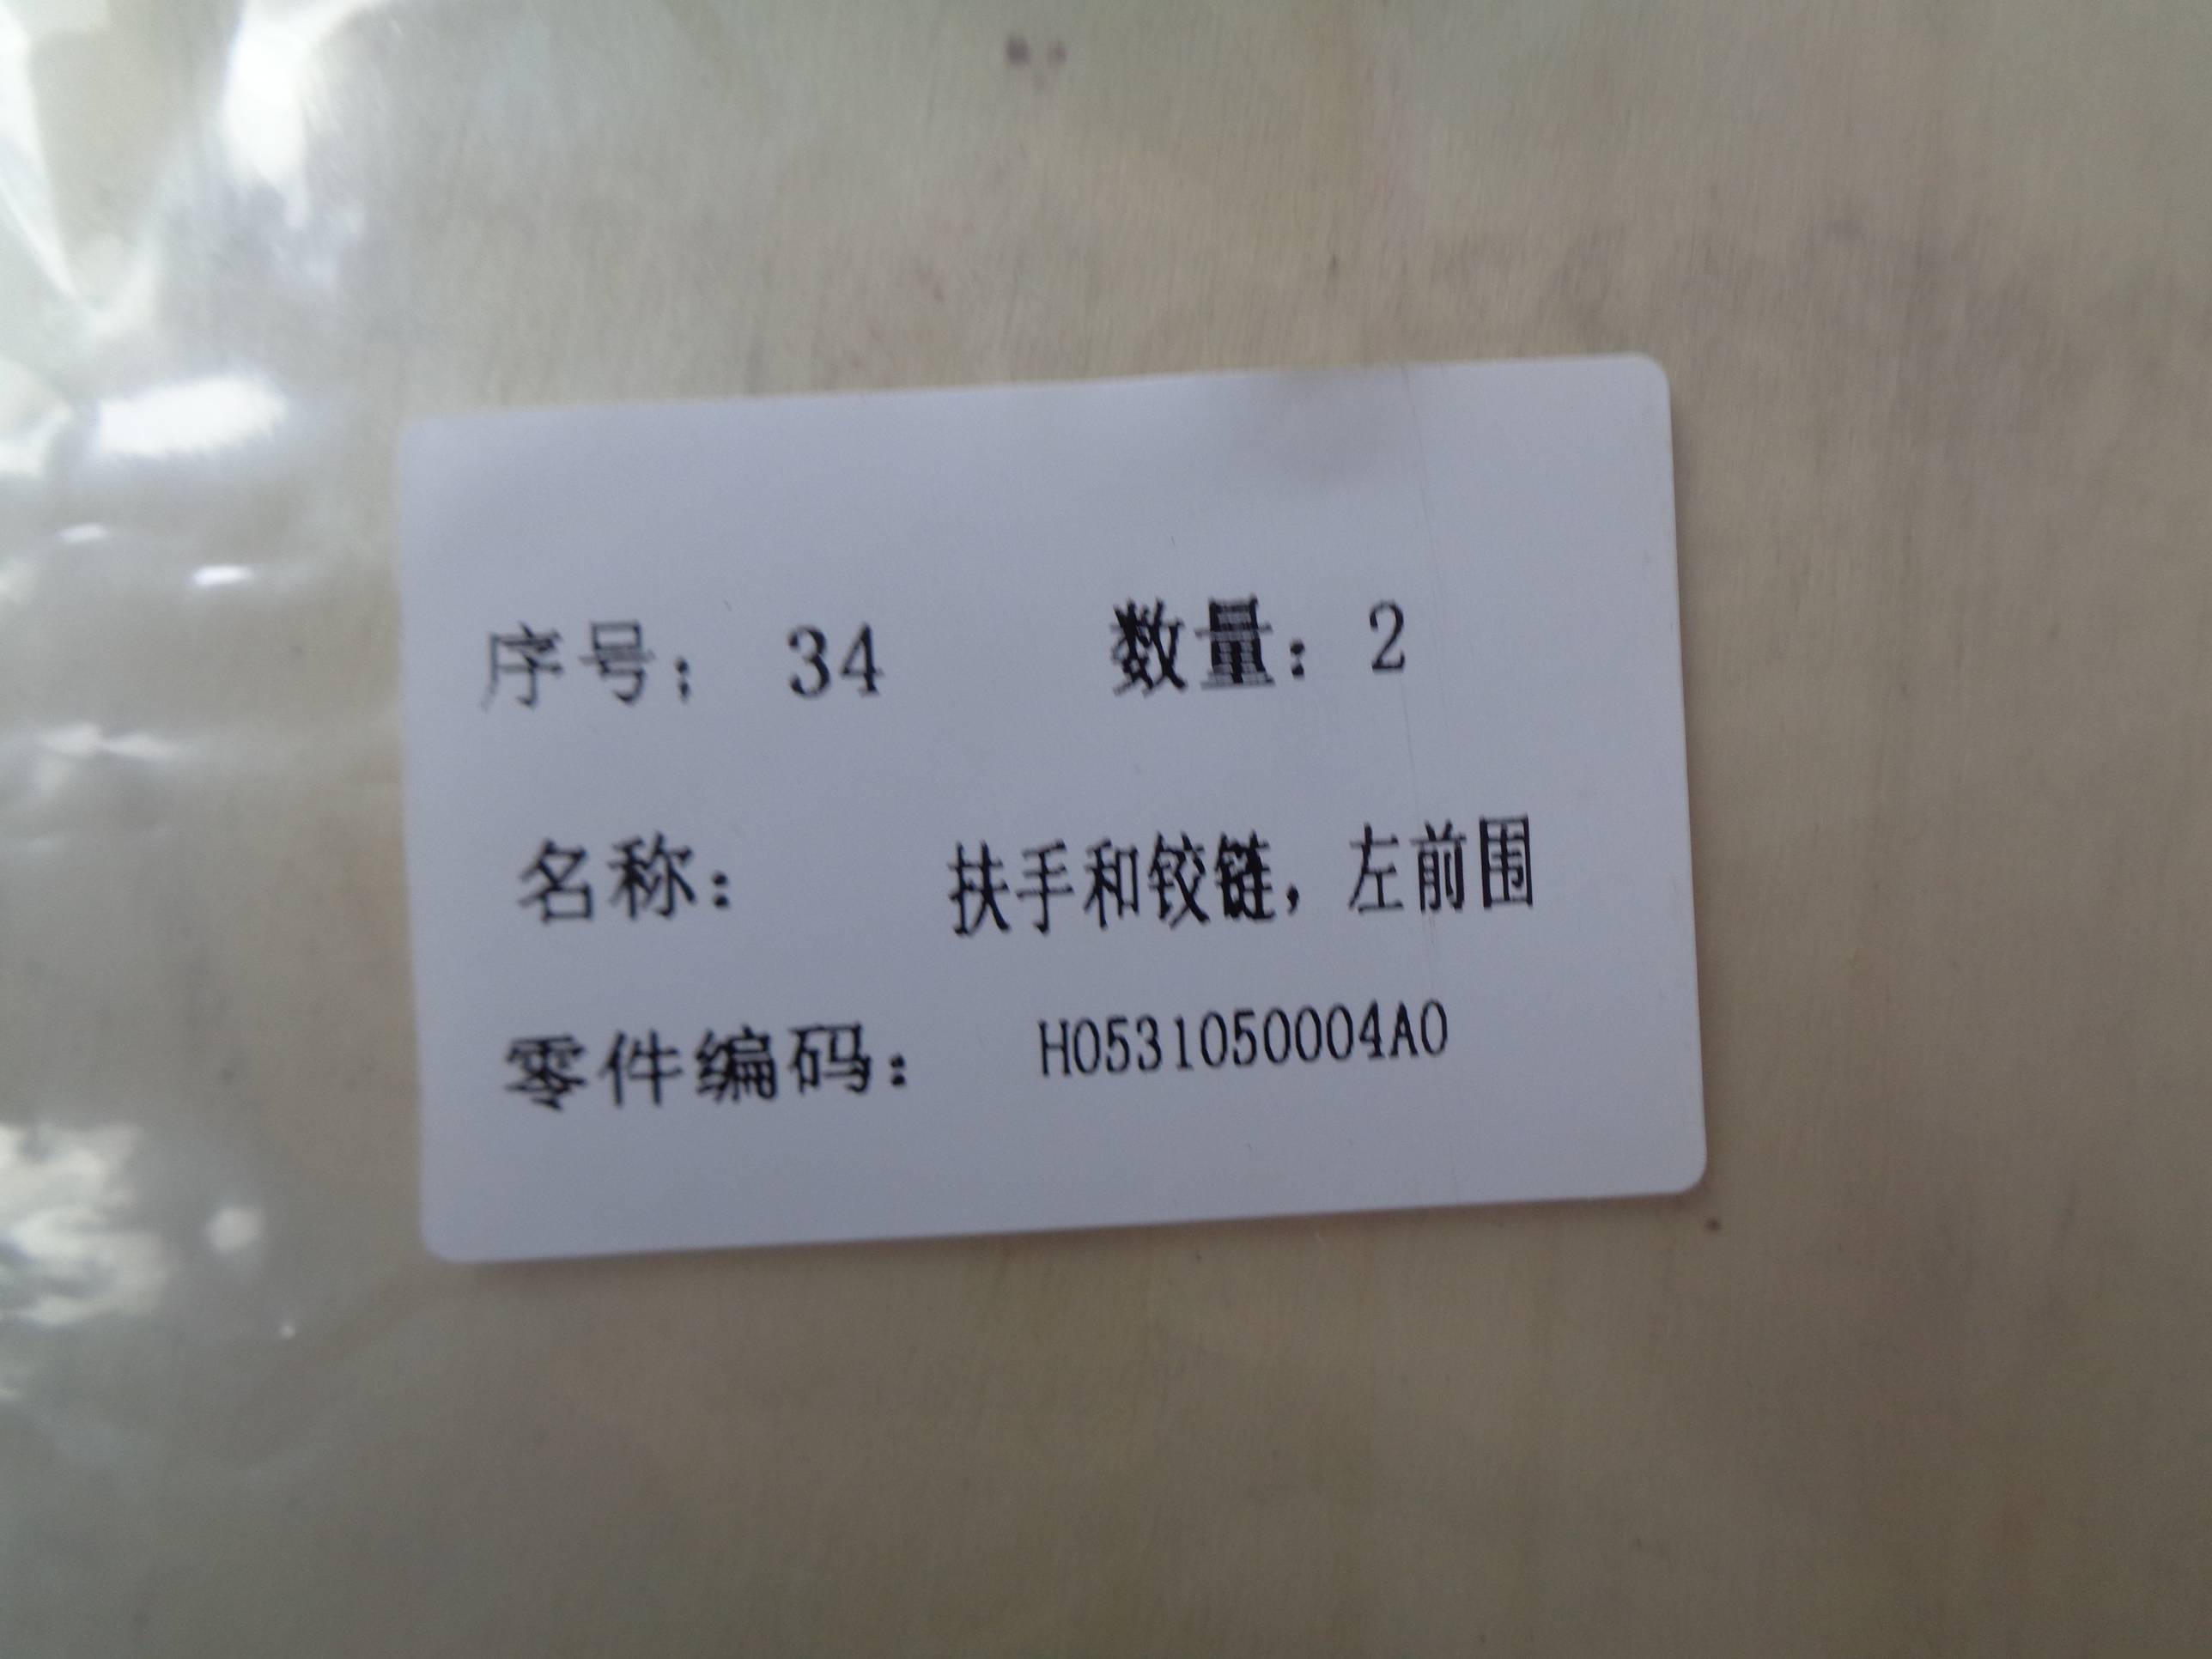 序号： 34 数量：2
名称： 扶手和铰链，左前围
零件编码： H0531050004A0